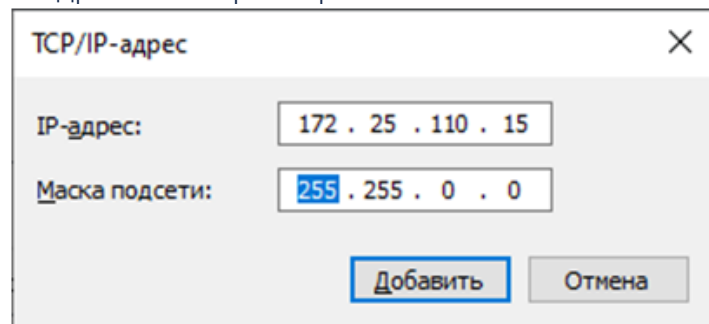 TCP/IP-адрес
IP-адрес: 172 . 25 . 110 . 15
Маска подсети: 255 . 255 . 0 . 0
Добавить Отмена